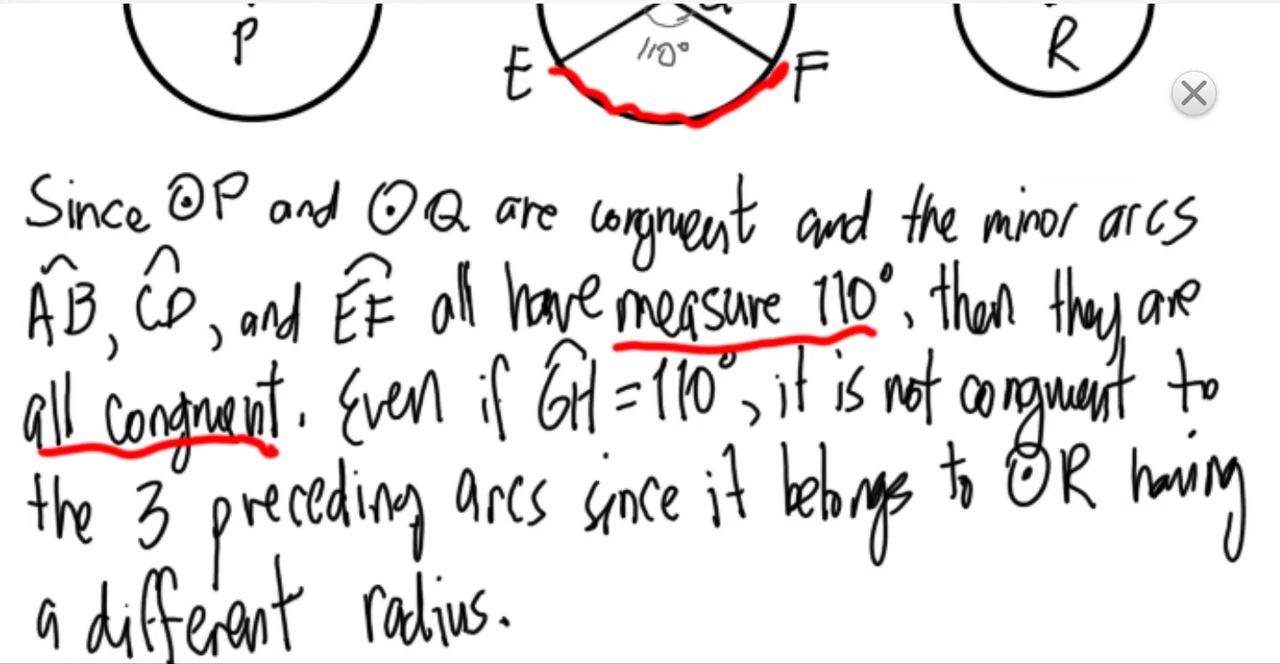 P
110°
E
F
R
Since ⊙P and ⊙Q are congruent and the minor arcs
AB, CD, and EF all have measure 110°, then they are
all congruent. Even if GH = 110°, it is not congruent to
the 3 preceding arcs since it belongs to ⊙R having
a different radius.